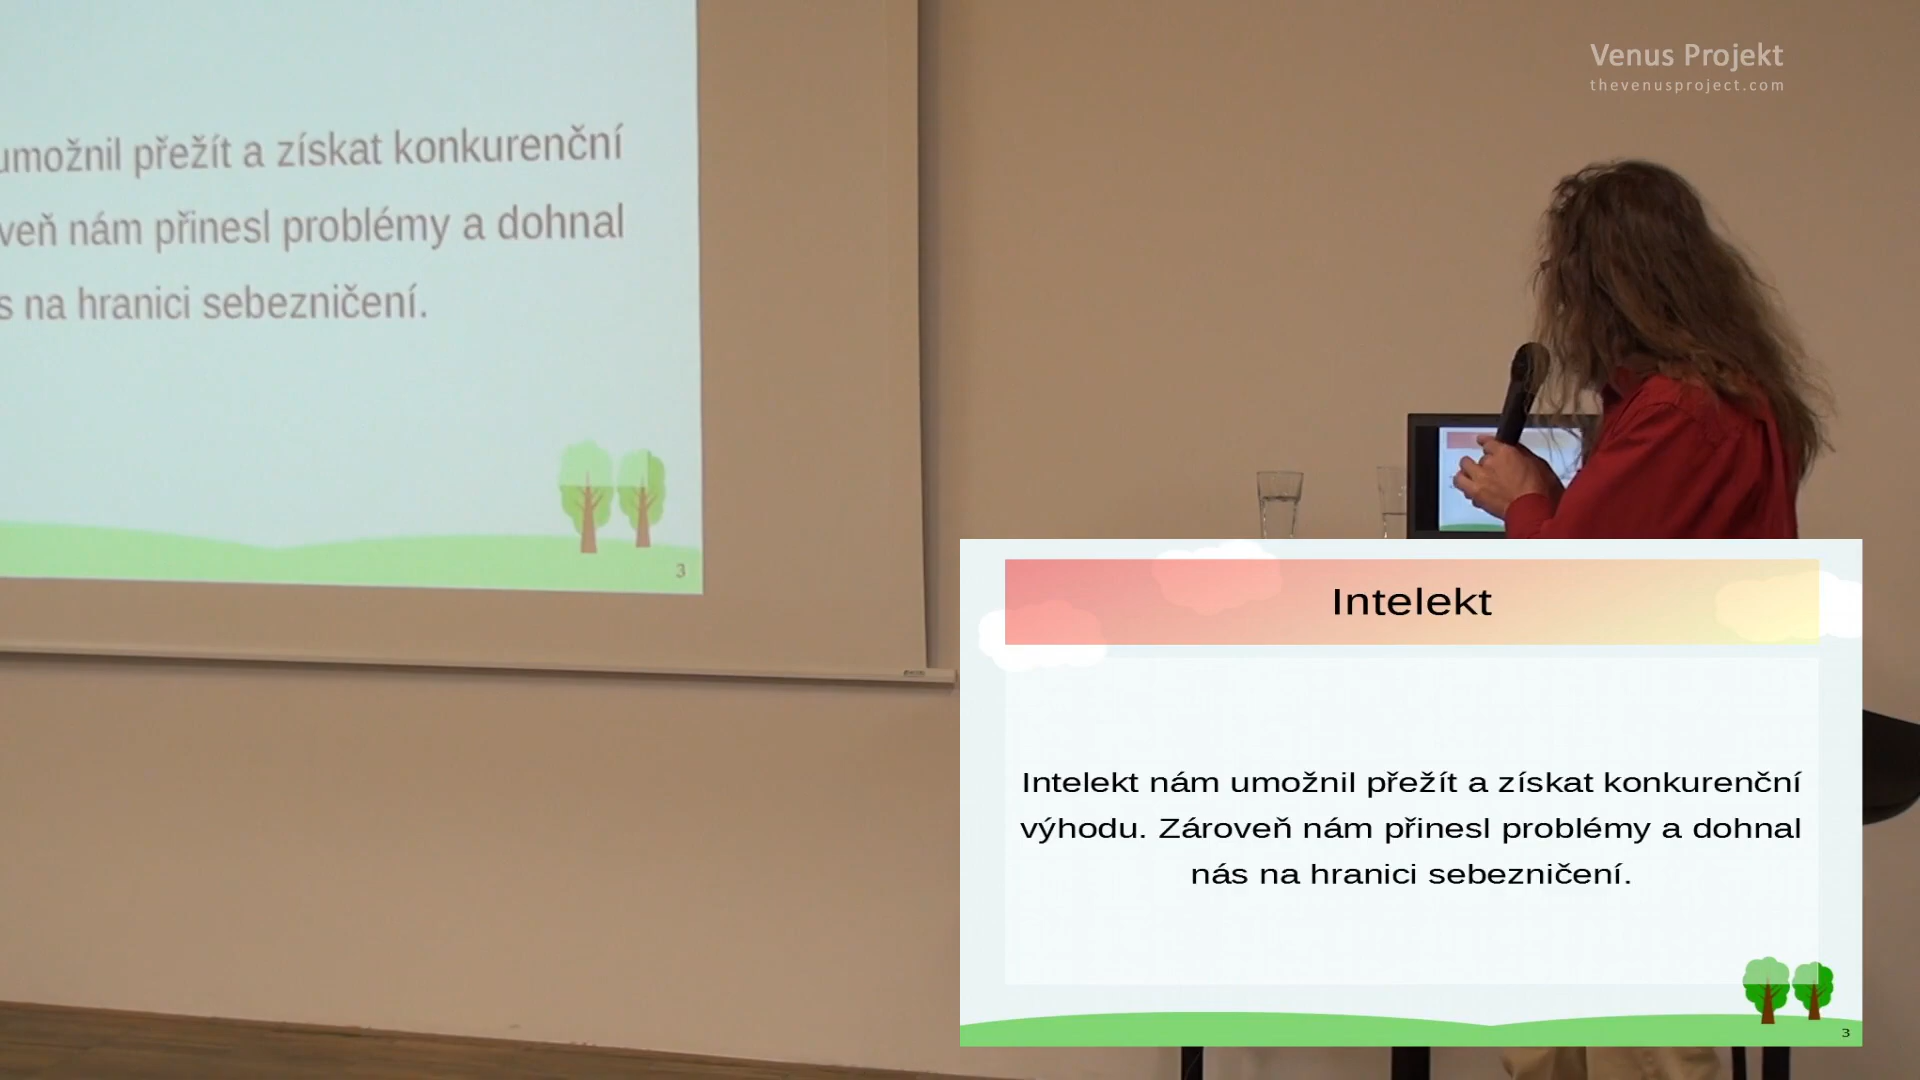 Venus Projekt
thevenusproject.com
umožnil přežít a získat konkurenční
veň nám přinesl problémy a dohnal
s na hranici sebezničení.
3
Intelekt
Intelekt nám umožnil přežít a získat konkurenční
výhodu. Zároveň nám přinesl problémy a dohnal
nás na hranici sebezničení.
3